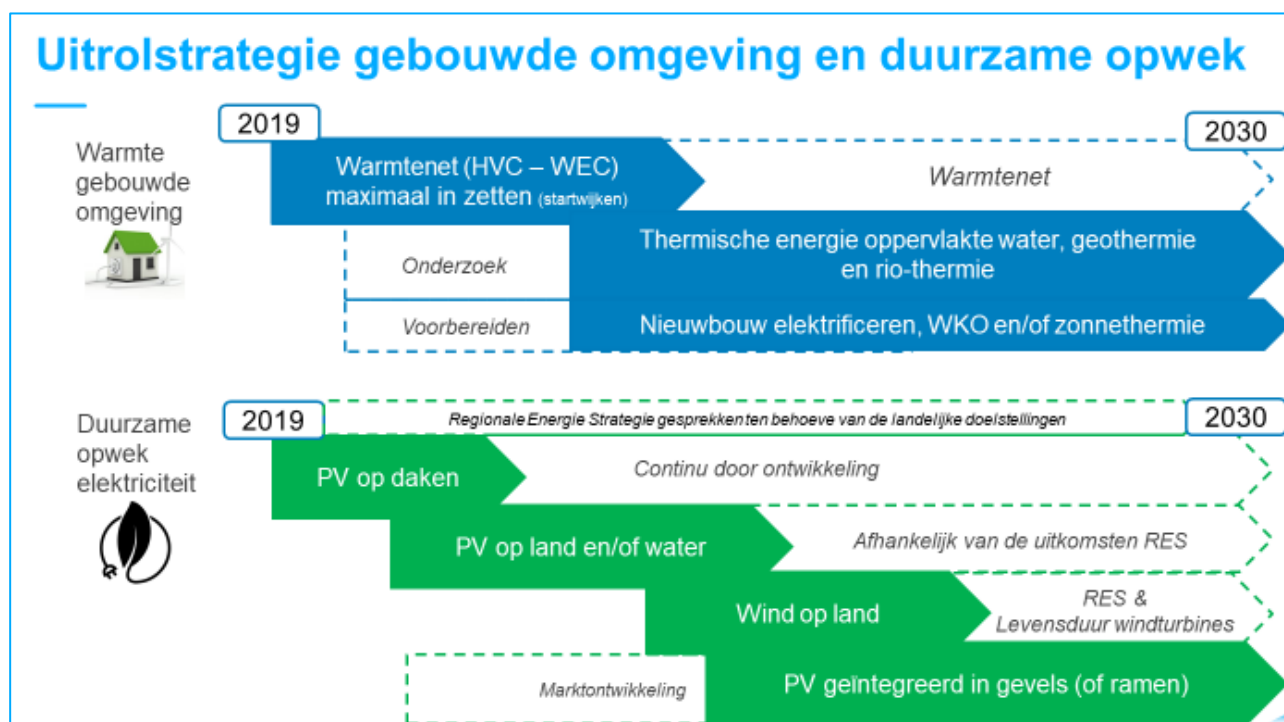 Uitrolstrategie gebouwde omgeving en duurzame opwek
2019
2030
Warmte
gebouwde
omgeving
Warmtenet (HVC – WEC)
maximaal in zetten (startwijken)
Warmtenet
Onderzoek
Thermische energie oppervlakte water, geothermie
en rio-thermie
Voorbereiden
Nieuwbouw elektrificeren, WKO en/of zonnethermie
Duurzame
opwek
elektriciteit
2019
Regionale Energie Strategie gesprekken ten behoeve van de landelijke doelstellingen
2030
PV op daken
Continu door ontwikkeling
PV op land en/of water
Afhankelijk van de uitkomsten RES
Wind op land
RES &
Levensduur windturbines
Marktontwikkeling
PV geïntegreerd in gevels (of ramen)